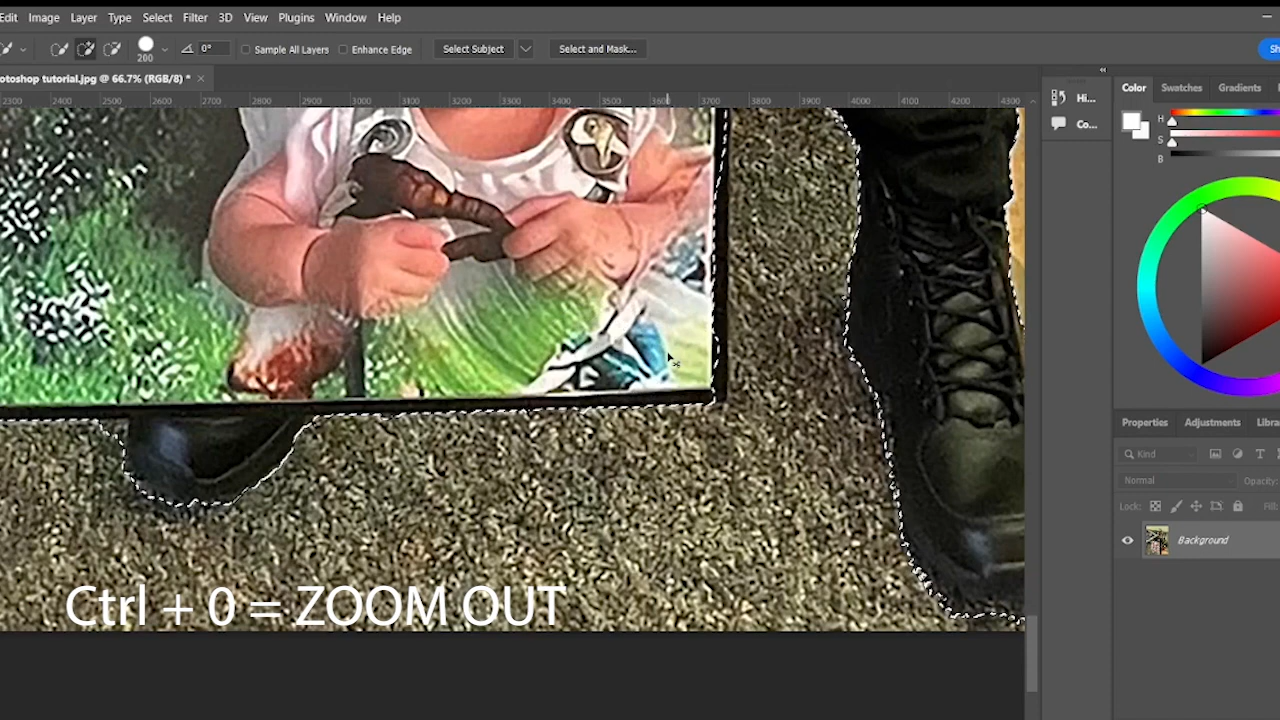 Edit Image Layer Type Select Filter 3D View Plugins Window Help
200 0° Sample All Layers Enhance Edge Select Subject Select and Mask... Sh
otoshop tutorial.jpg @ 66.7% (RGB/8) * ×
2300 2400 2500 2600 2700 2800 2900 3000 3100 3200 3300 3400 3500 3600 3700 3800 3900 4000 4100 4200 4300
Hi...
Co...
Color Swatches Gradients
H
S
B
Properties Adjustments Libra
Kind
Normal Opacity:
Lock: Fill:
Background
Ctrl + 0 = ZOOM OUT